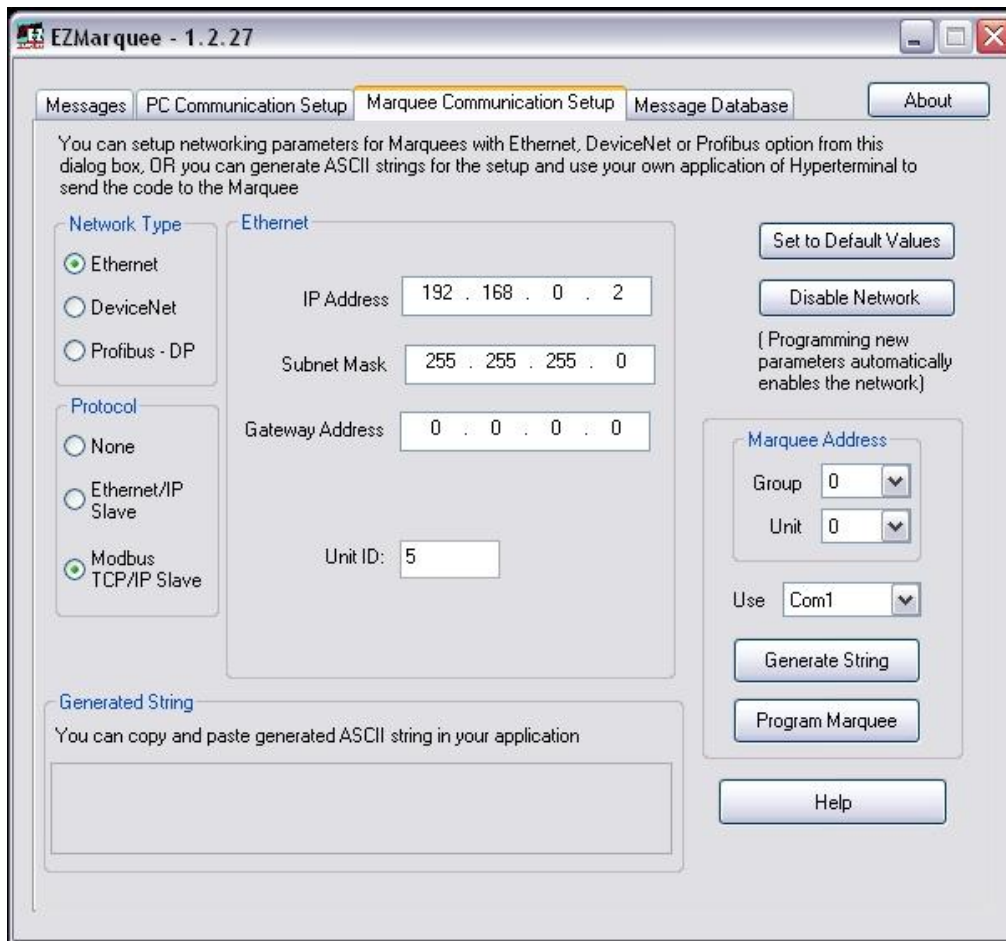 EZMarquee - 1.2.27
Messages
PC Communication Setup
Marquee Communication Setup
Message Database
About
You can setup networking parameters for Marquees with Ethernet, DeviceNet or Profibus option from this
dialog box, OR you can generate ASCII strings for the setup and use your own application of Hyperterminal to
send the code to the Marquee
Network Type
Ethernet
DeviceNet
Profibus - DP
Protocol
None
Ethernet/IP
Slave
Modbus
TCP/IP Slave
Ethernet
IP Address 192 . 168 . 0 . 2
Subnet Mask 255 . 255 . 255 . 0
Gateway Address 0 . 0 . 0 . 0
Unit ID: 5
Set to Default Values
Disable Network
( Programming new
parameters automatically
enables the network)
Marquee Address
Group 0
Unit 0
Use Com1
Generate String
Program Marquee
Help
Generated String
You can copy and paste generated ASCII string in your application